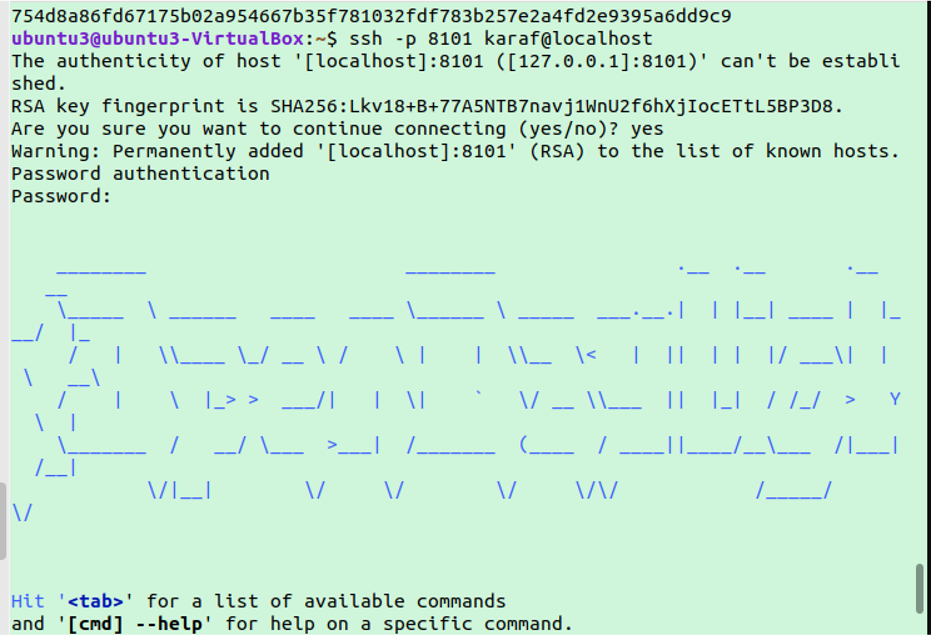 754d8a86fd67175b02a954667b35f781032fdf783b257e2a4fd2e9395a6dd9c9
ubuntu3@ubuntu3-VirtualBox:~$ ssh -p 8101 karaf@localhost
The authenticity of host '[localhost]:8101 ([127.0.0.1]:8101)' can't be establi
shed.
RSA key fingerprint is SHA256:Lkv18+B+77A5NTB7navj1WnU2f6hXjIocETtL5BP3D8.
Are you sure you want to continue connecting (yes/no)? yes
Warning: Permanently added '[localhost]:8101' (RSA) to the list of known hosts.
Password authentication
Password:
    ________                       ________                ·__  ·__       ·__
   __
    \_____  \ ______   ____   ____ \______ \ _____  ___.__.|  | |__| ____ |  |_
__/  |_
     /   |   \\____ \_/ __ \ /    \ |    |  \\__  \<   |  ||  | |  |/ ___\|  |
 \   __\
    /    |    \  |_> >  ___/|   |  \|    `   \/ __ \\___  ||  |_|  / /_/  >   Y
  \  |
    \_______  /   __/ \___  >___|  /_______  (____  / ____||____/__\___  /|___|
  /__|
            \/|__|        \/     \/        \/     \/\/            /_____/
\/
Hit '<tab>' for a list of available commands
and '[cmd] --help' for help on a specific command.